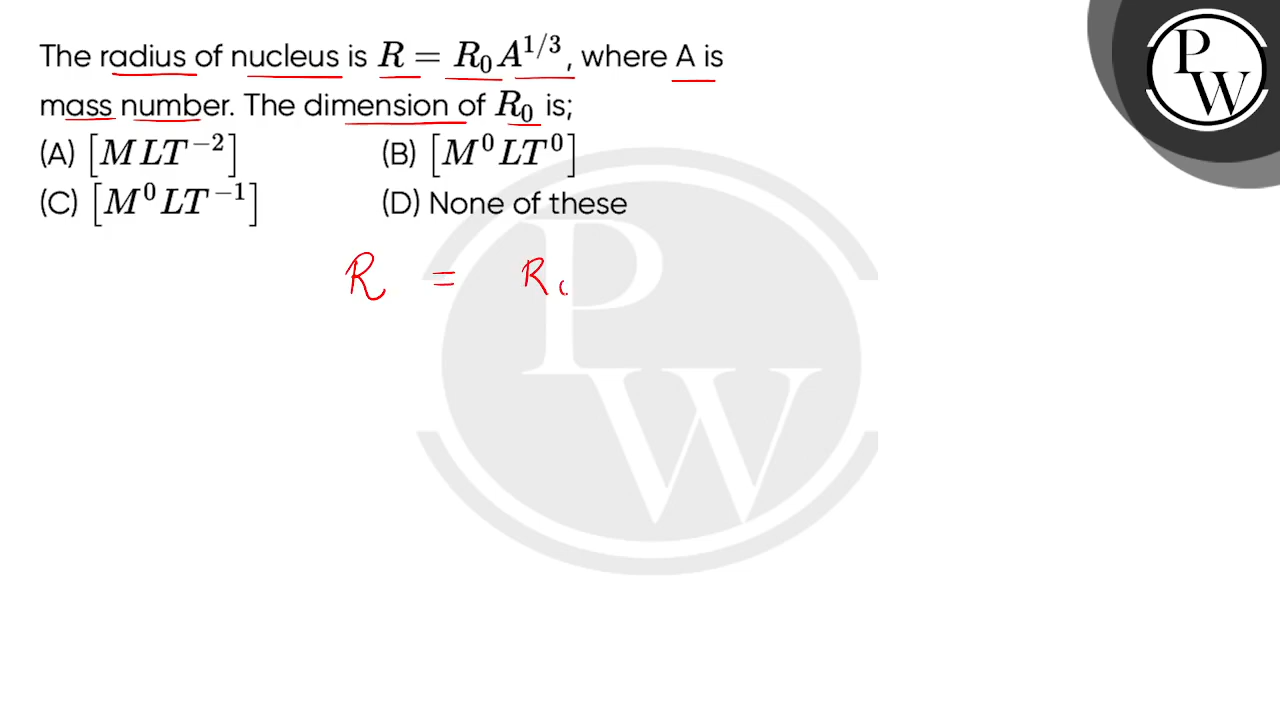 The radius of nucleus is R = R₀A^{1/3}, where A is
mass number. The dimension of R₀ is;
(A) [MLT⁻²] (B) [M⁰LT⁰]
(C) [M⁰LT⁻¹] (D) None of these
R = R₀
P W
P W